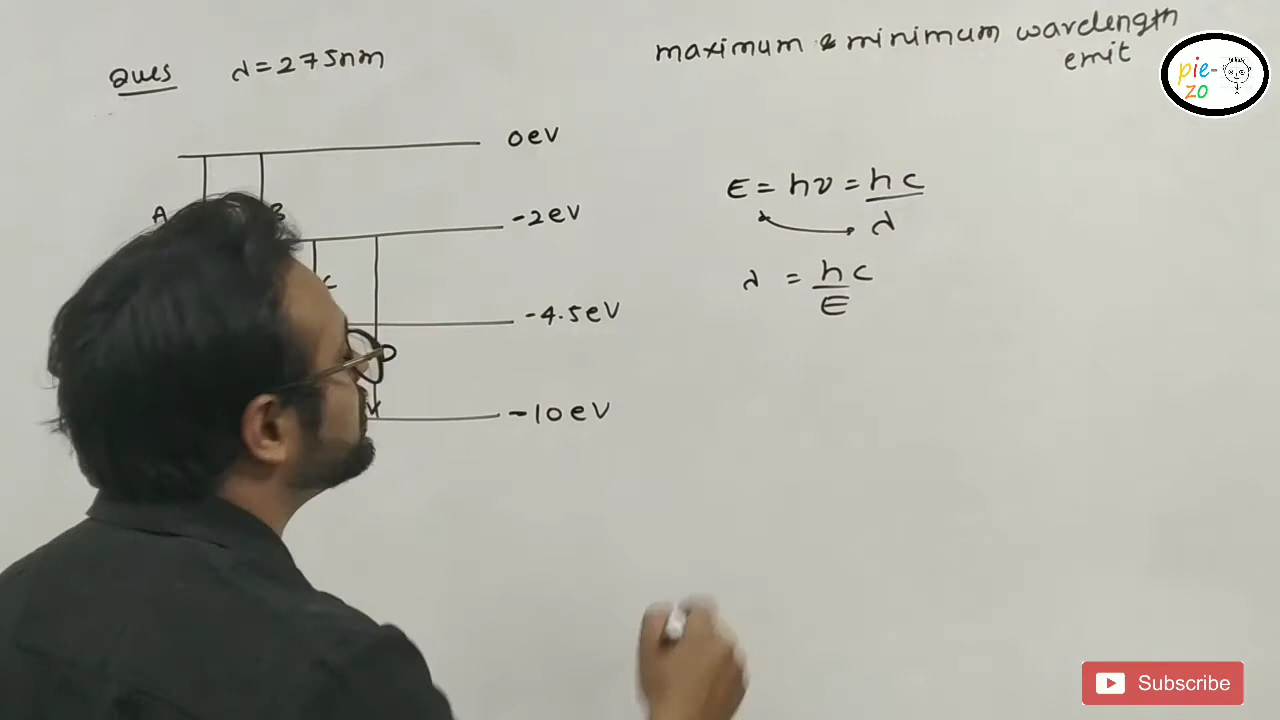 Ques λ=275nm
maximum & minimum wavelength
emit
pie-
zo
0eV
A
B
-2eV
C
-4.5eV
-10eV
E = hν = hc
λ
λ = hc
E
Subscribe